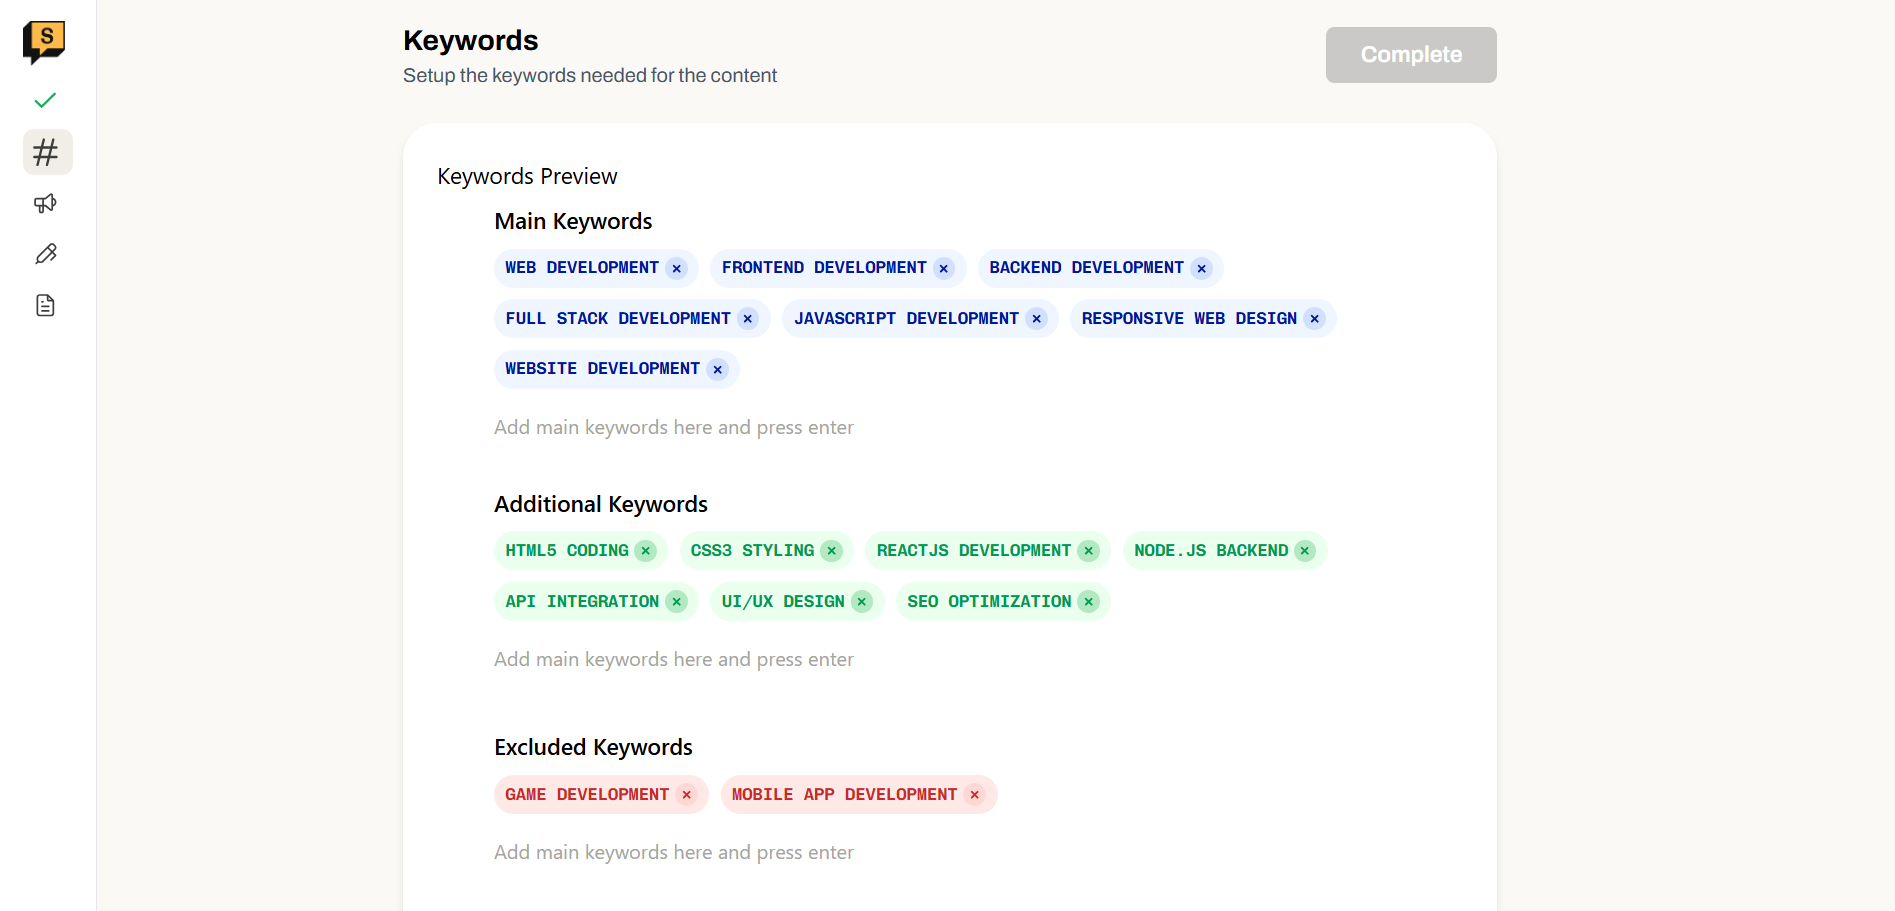 S
Keywords
Complete
Setup the keywords needed for the content
Keywords Preview
Main Keywords
WEB DEVELOPMENT × FRONTEND DEVELOPMENT × BACKEND DEVELOPMENT ×
FULL STACK DEVELOPMENT × JAVASCRIPT DEVELOPMENT × RESPONSIVE WEB DESIGN ×
WEBSITE DEVELOPMENT ×
Add main keywords here and press enter
Additional Keywords
HTML5 CODING × CSS3 STYLING × REACTJS DEVELOPMENT × NODE.JS BACKEND ×
API INTEGRATION × UI/UX DESIGN × SEO OPTIMIZATION ×
Add main keywords here and press enter
Excluded Keywords
GAME DEVELOPMENT × MOBILE APP DEVELOPMENT ×
Add main keywords here and press enter